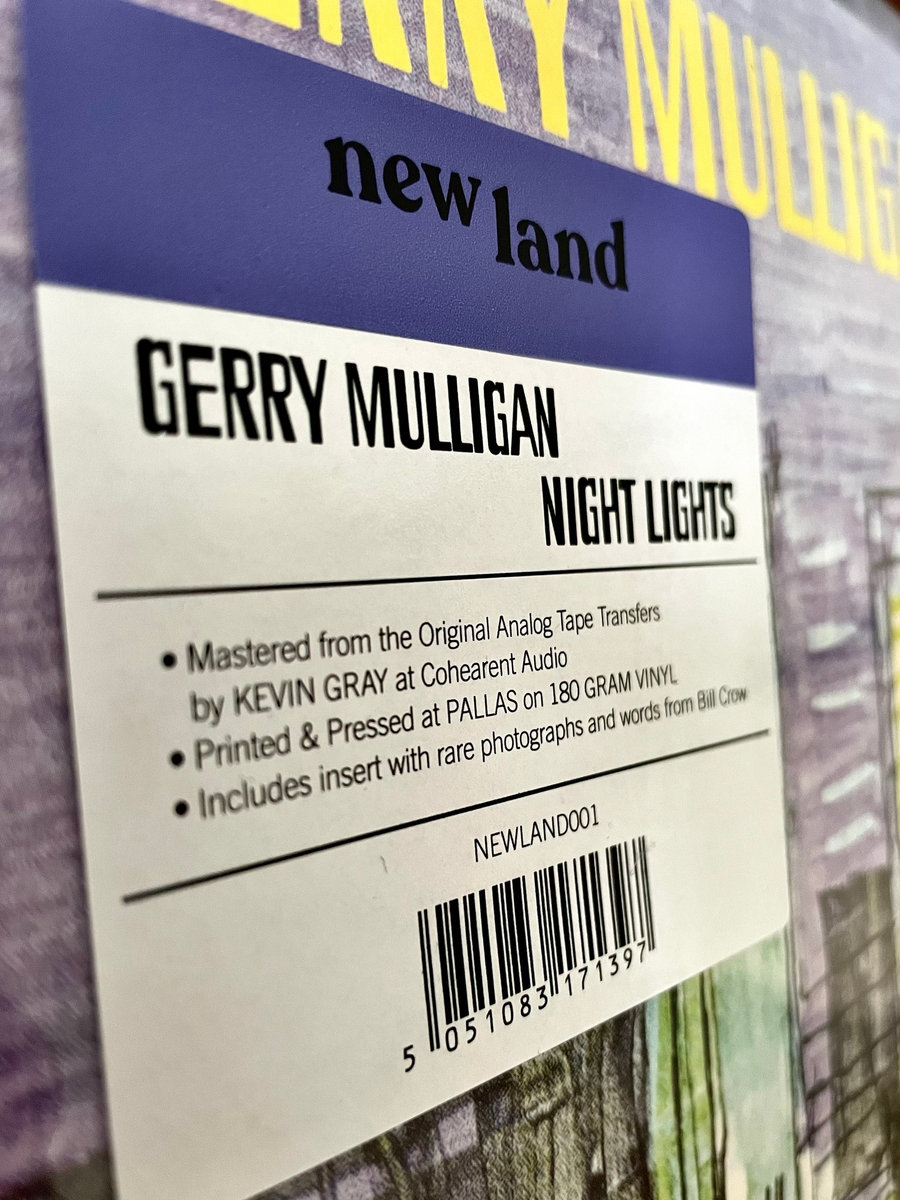 ERRY MULLIG
new land
GERRY MULLIGAN
NIGHT LIGHTS
• Mastered from the Original Analog Tape Transfers
by KEVIN GRAY at Cohearent Audio
• Printed & Pressed at PALLAS on 180 GRAM VINYL
• Includes insert with rare photographs and words from Bill Crow
NEWLAND001
5 051083 171397